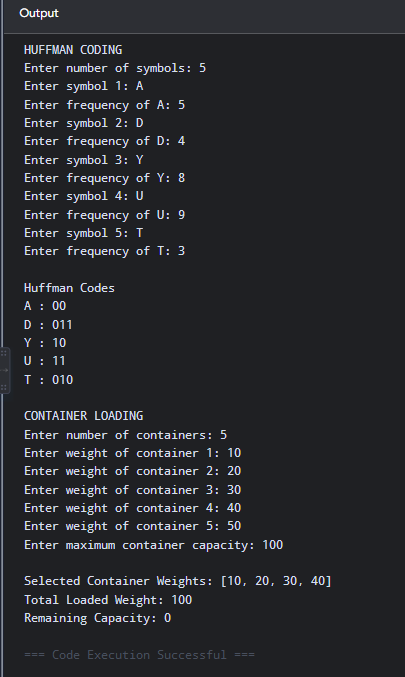 Output
HUFFMAN CODING
Enter number of symbols: 5
Enter symbol 1: A
Enter frequency of A: 5
Enter symbol 2: D
Enter frequency of D: 4
Enter symbol 3: Y
Enter frequency of Y: 8
Enter symbol 4: U
Enter frequency of U: 9
Enter symbol 5: T
Enter frequency of T: 3
Huffman Codes
A : 00
D : 011
Y : 10
U : 11
T : 010
CONTAINER LOADING
Enter number of containers: 5
Enter weight of container 1: 10
Enter weight of container 2: 20
Enter weight of container 3: 30
Enter weight of container 4: 40
Enter weight of container 5: 50
Enter maximum container capacity: 100
Selected Container Weights: [10, 20, 30, 40]
Total Loaded Weight: 100
Remaining Capacity: 0
=== Code Execution Successful ===